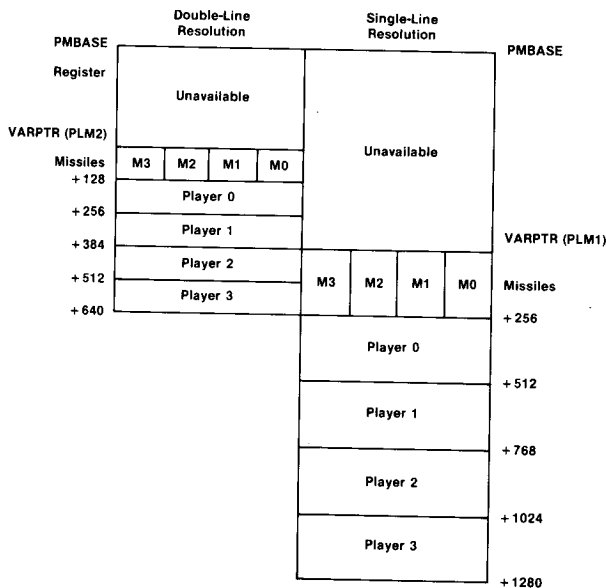 Double-Line
Resolution
Single-Line
Resolution
PMBASE
PMBASE
Register
Unavailable
Unavailable
VARPTR (PLM2)
Missiles
M3 M2 M1 M0
+128
Player 0
+256
Player 1
VARPTR (PLM1)
+384
Player 2
M3 M2 M1 M0
Missiles
+512
Player 3
+640
+256
Player 0
+512
Player 1
+768
Player 2
+1024
Player 3
+1280